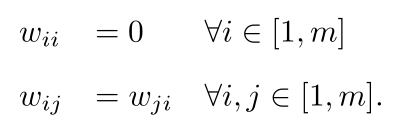 w_{ii} = 0 ∀i ∈ [1, m]
w_{ij} = w_{ji} ∀i, j ∈ [1, m].